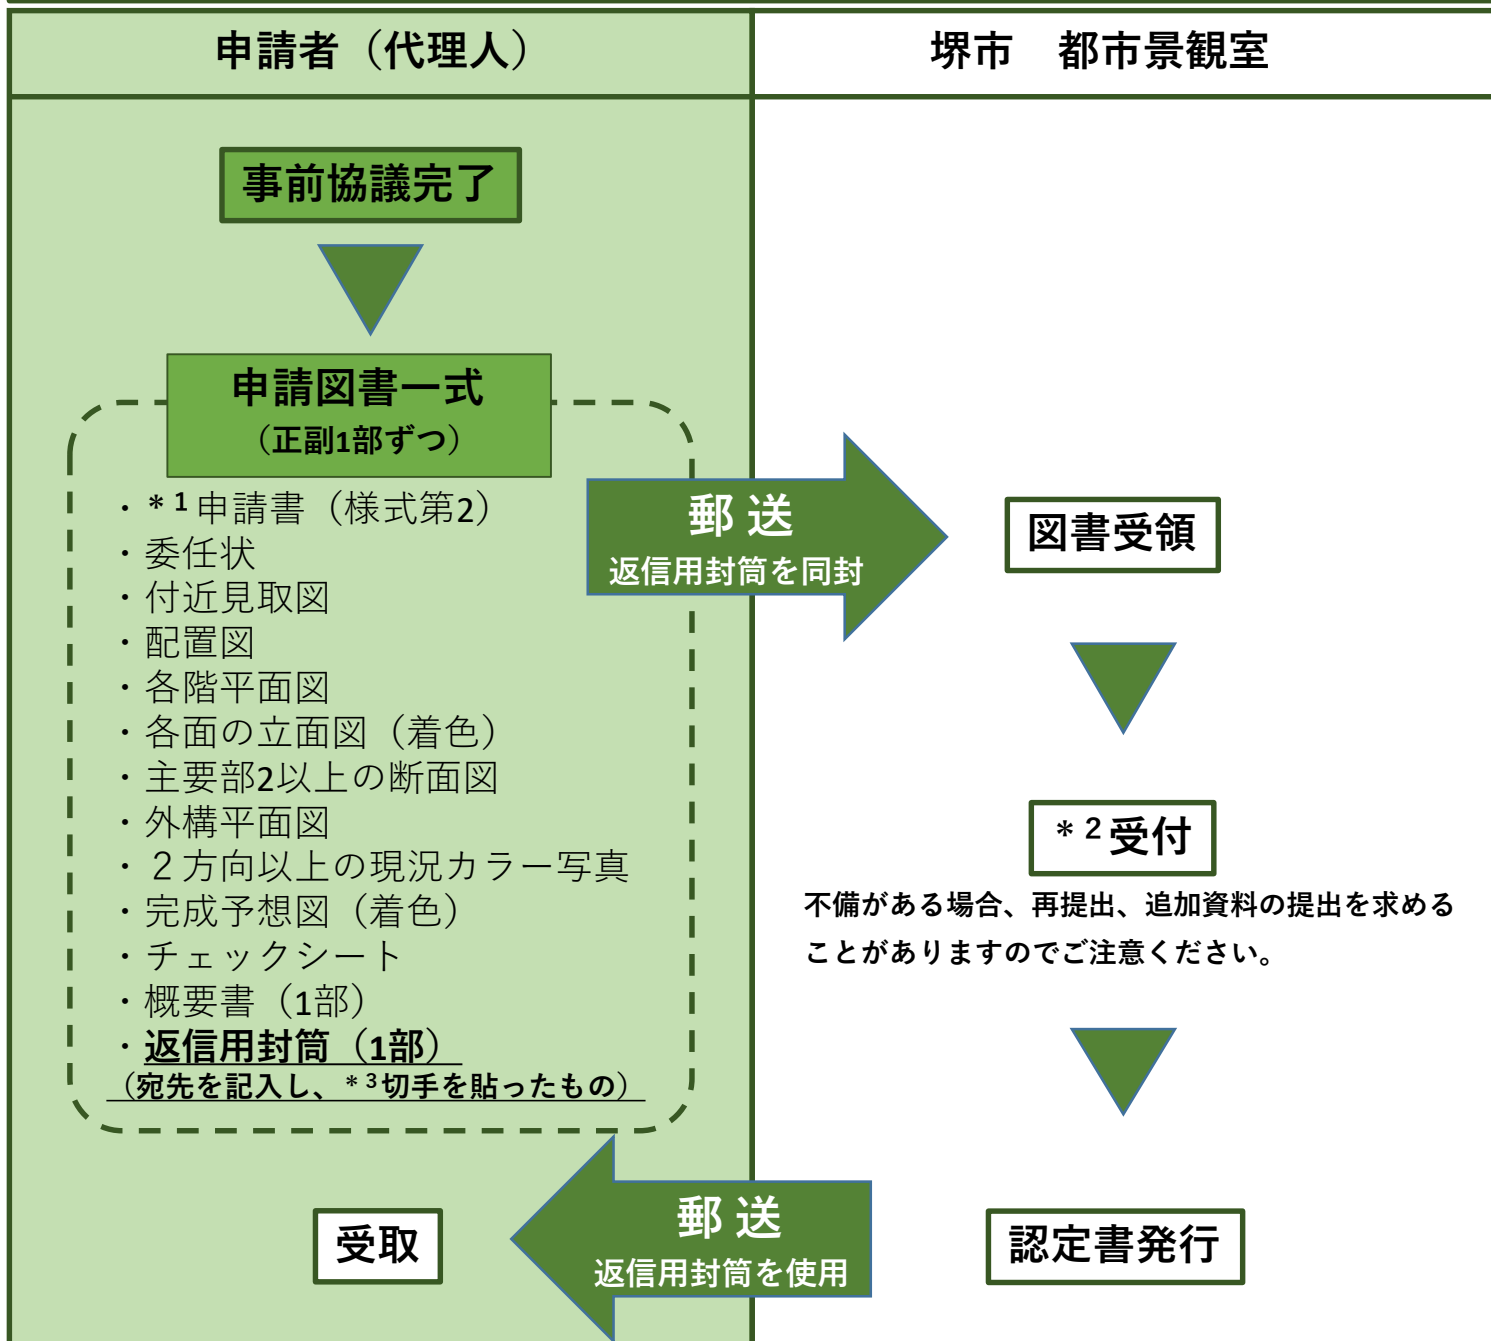 申請者（代理人）
堺市　都市景観室
事前協議完了
申請図書一式
（正副1部ずつ）
・＊1申請書（様式第2）
・委任状
・付近見取図
・配置図
・各階平面図
・各面の立面図（着色）
・主要部2以上の断面図
・外構平面図
・２方向以上の現況カラー写真
・完成予想図（着色）
・チェックシート
・概要書（1部）
・返信用封筒（1部）
（宛先を記入し、＊3切手を貼ったもの）
郵送
返信用封筒を同封
図書受領
＊2受付
不備がある場合、再提出、追加資料の提出を求める
ことがありますのでご注意ください。
認定書発行
郵送
返信用封筒を使用
受取